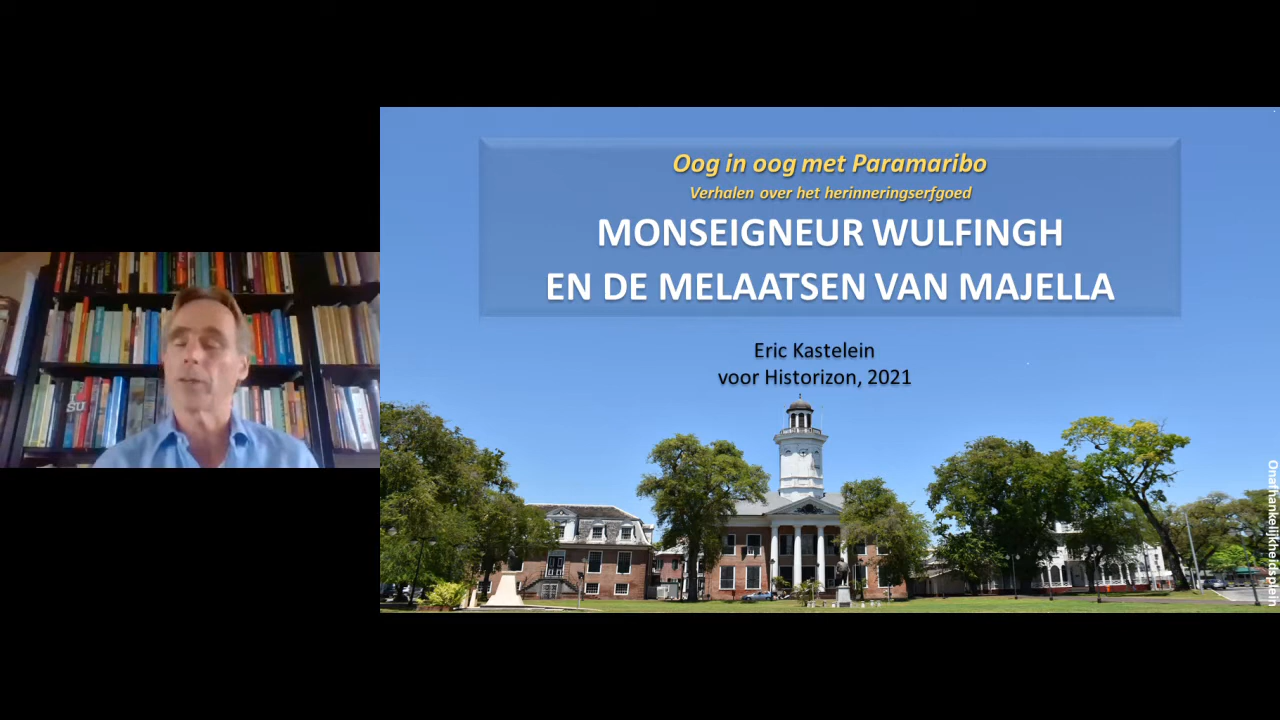 Oog in oog met Paramaribo
Verhalen over het herinneringserfgoed
MONSEIGNEUR WULFINGH
EN DE MELAATSEN VAN MAJELLA
Eric Kastelein
voor Historizon, 2021
Onafhankelijkheidsplein
SU